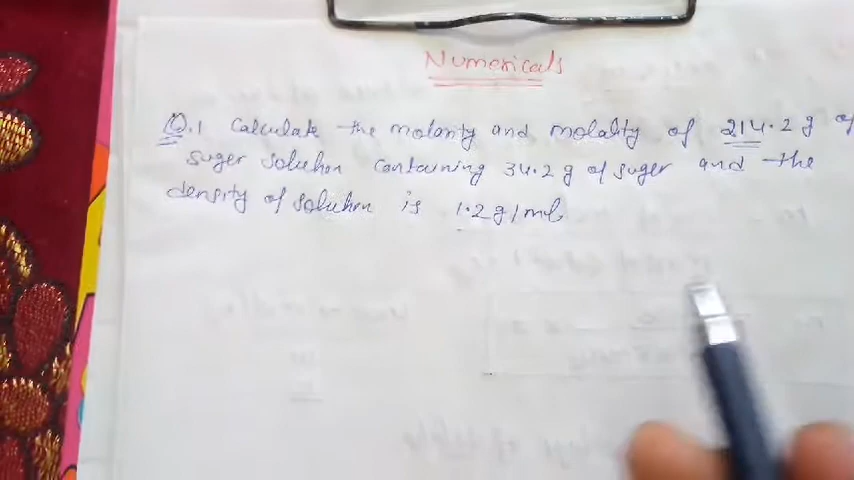 Numericals
Q.1 Calculate the molarity and molality of 214.2 g of
suger solution containing 34.2 g of suger and the
density of solution is 1.2 g/ml